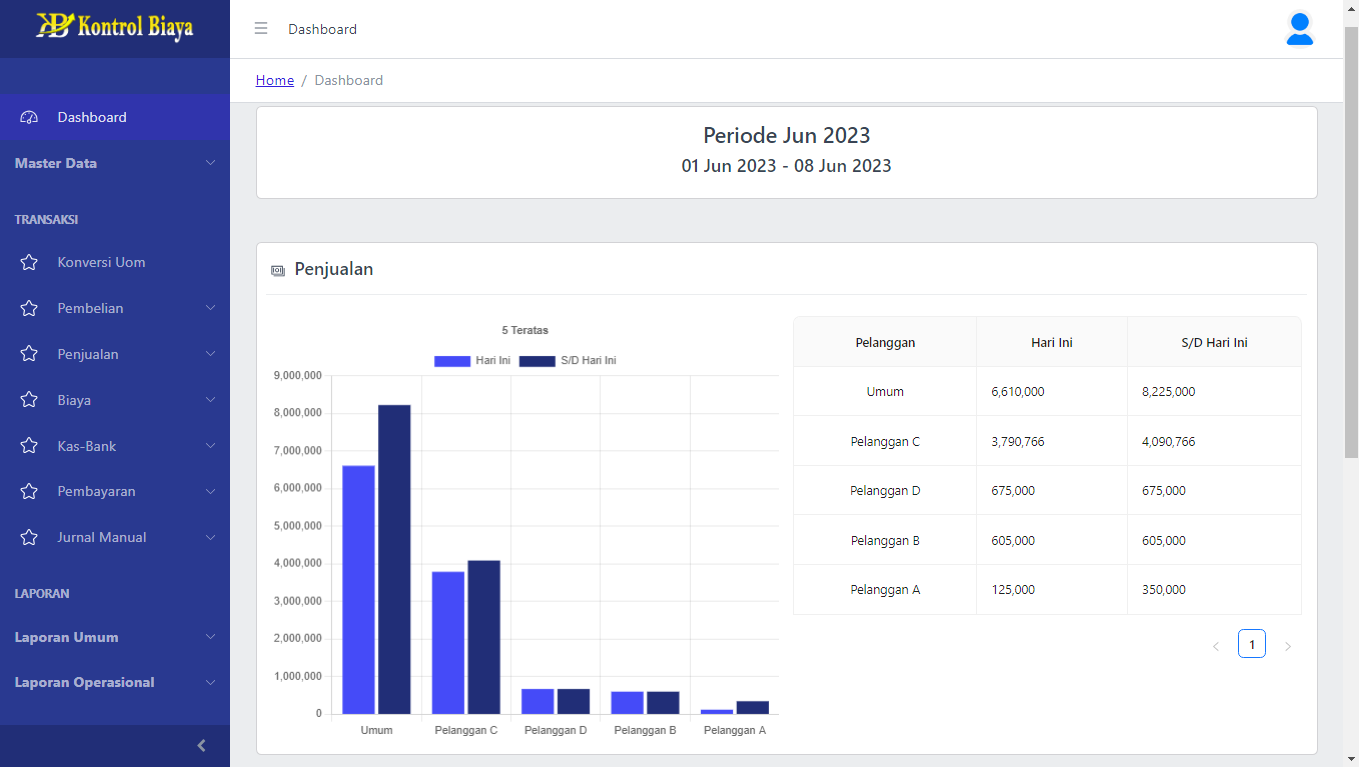 Kontrol Biaya
Dashboard
Home / Dashboard
Dashboard
Master Data
TRANSAKSI
Konversi Uom
Pembelian
Penjualan
Biaya
Kas-Bank
Pembayaran
Jurnal Manual
LAPORAN
Laporan Umum
Laporan Operasional
Periode Jun 2023
01 Jun 2023 - 08 Jun 2023
Penjualan
5 Teratas
Hari Ini S/D Hari Ini
9,000,000
8,000,000
7,000,000
6,000,000
5,000,000
4,000,000
3,000,000
2,000,000
1,000,000
0
Umum Pelanggan C Pelanggan D Pelanggan B Pelanggan A
Pelanggan Hari Ini S/D Hari Ini
Umum 6,610,000 8,225,000
Pelanggan C 3,790,766 4,090,766
Pelanggan D 675,000 675,000
Pelanggan B 605,000 605,000
Pelanggan A 125,000 350,000
1